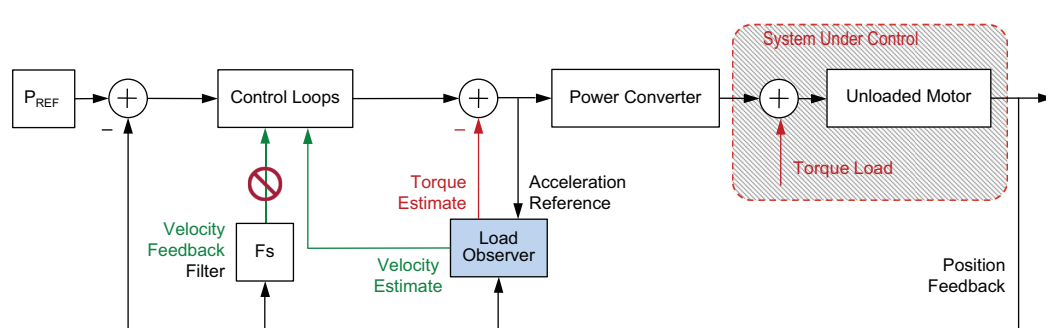 System Under Control
P_REF
+
Control Loops
+
Power Converter
+
Unloaded Motor
–
–
Torque Load
Torque
Estimate
Acceleration
Reference
Velocity
Feedback
Filter
Fs
Load
Observer
Velocity
Estimate
Position
Feedback